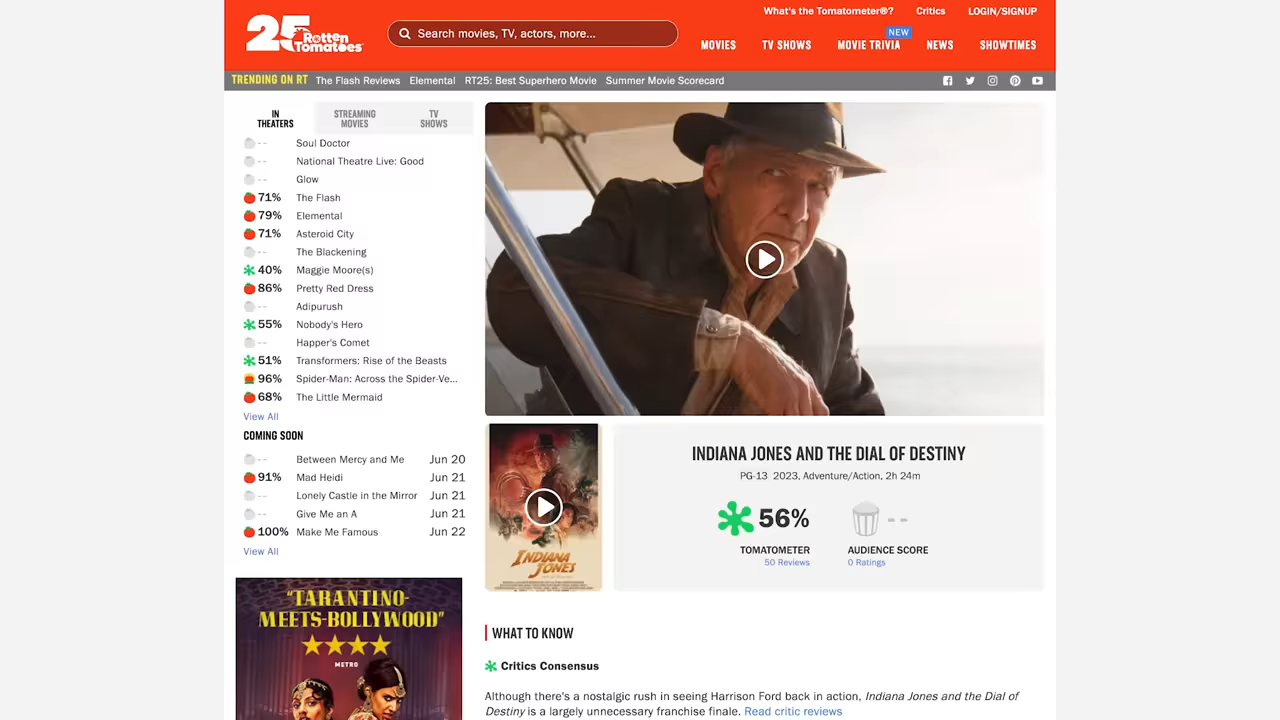 What's the Tomatometer®?
Critics
LOGIN/SIGNUP
25 Rotten Tomatoes
Search movies, TV, actors, more...
NEW
MOVIES
TV SHOWS
MOVIE TRIVIA
NEWS
SHOWTIMES
TRENDING ON RT The Flash Reviews Elemental RT25: Best Superhero Movie Summer Movie Scorecard
IN THEATERS
STREAMING MOVIES
TV SHOWS
-- Soul Doctor
-- National Theatre Live: Good
-- Glow
71% The Flash
79% Elemental
71% Asteroid City
-- The Blackening
40% Maggie Moore(s)
86% Pretty Red Dress
-- Adipurush
55% Nobody's Hero
-- Happer's Comet
51% Transformers: Rise of the Beasts
96% Spider-Man: Across the Spider-Ve...
68% The Little Mermaid
View All
COMING SOON
-- Between Mercy and Me Jun 20
91% Mad Heidi Jun 21
-- Lonely Castle in the Mirror Jun 21
-- Give Me an A Jun 21
100% Make Me Famous Jun 22
View All
"TARANTINO-
MEETS-BOLLYWOOD"
METRO
INDIANA JONES
INDIANA JONES AND THE DIAL OF DESTINY
PG-13 2023, Adventure/Action, 2h 24m
56%
--
TOMATOMETER
AUDIENCE SCORE
50 Reviews
0 Ratings
WHAT TO KNOW
Critics Consensus
Although there's a nostalgic rush in seeing Harrison Ford back in action, Indiana Jones and the Dial of
Destiny is a largely unnecessary franchise finale. Read critic reviews